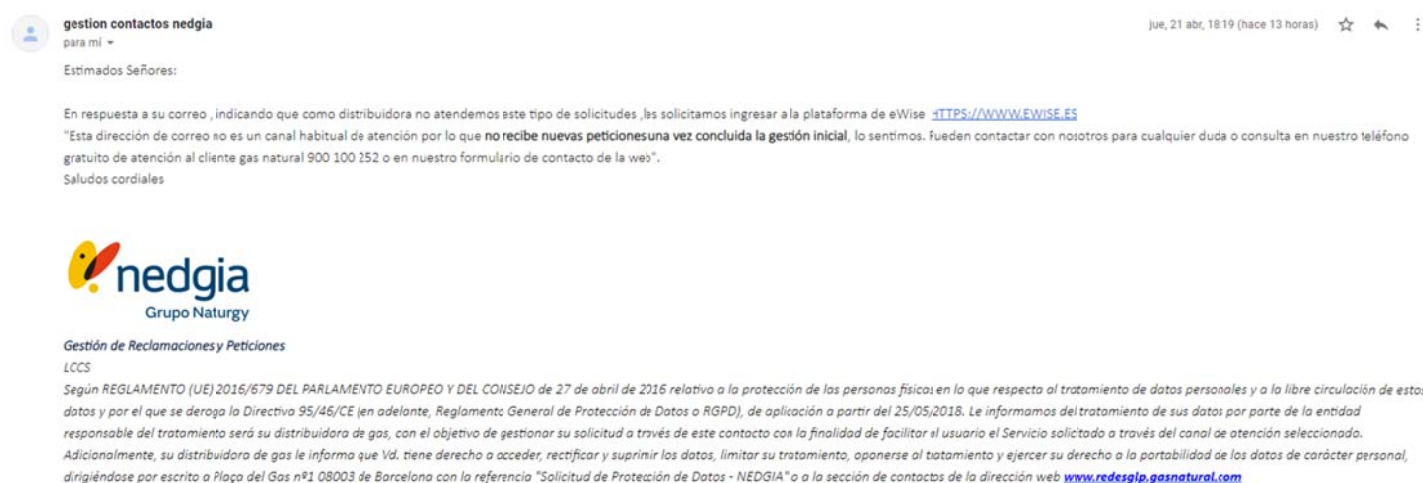 gestion contactos nedgia
jue, 21 abr, 18:19 (hace 13 horas)
para mí
Estimados Señores:
En respuesta a su correo , indicando que como distribuidora no atendemos este tipo de solicitudes ,les solicitamos ingresar a la plataforma de eWise HTTPS://WWW.EWISE.ES
"Esta dirección de correo no es un canal habitual de atención por lo que no recibe nuevas peticiones una vez concluida la gestión inicial, lo sentimos. Pueden contactar con nosotros para cualquier duda o consulta en nuestro teléfono
gratuito de atención al cliente gas natural 900 100 252 o en nuestro formulario de contacto de la web".
Saludos cordiales
nedgia
Grupo Naturgy
Gestión de Reclamaciones y Peticiones
LCCS
Según REGLAMENTO (UE) 2016/679 DEL PARLAMENTO EUROPEO Y DEL CONSEJO de 27 de abril de 2016 relativo a la protección de las personas físicas en lo que respecta al tratamiento de datos personales y a la libre circulación de estos
datos y por el que se deroga la Directiva 95/46/CE (en adelante, Reglamento General de Protección de Datos o RGPD), de aplicación a partir del 25/05/2018. Le informamos del tratamiento de sus datos por parte de la entidad
responsable del tratamiento será su distribuidora de gas, con el objetivo de gestionar su solicitud a través de este contacto con la finalidad de facilitar el usuario el Servicio solicitado a través del canal de atención seleccionado.
Adicionalmente, su distribuidora de gas le informa que Vd. tiene derecho a acceder, rectificar y suprimir los datos, limitar su tratamiento, oponerse al tratamiento y ejercer su derecho a la portabilidad de los datos de carácter personal,
dirigiéndose por escrito a Plaça del Gas nº1 08003 de Barcelona con la referencia "Solicitud de Protección de Datos - NEDGIA" o a la sección de contactos de la dirección web www.redesglp.gasnatural.com